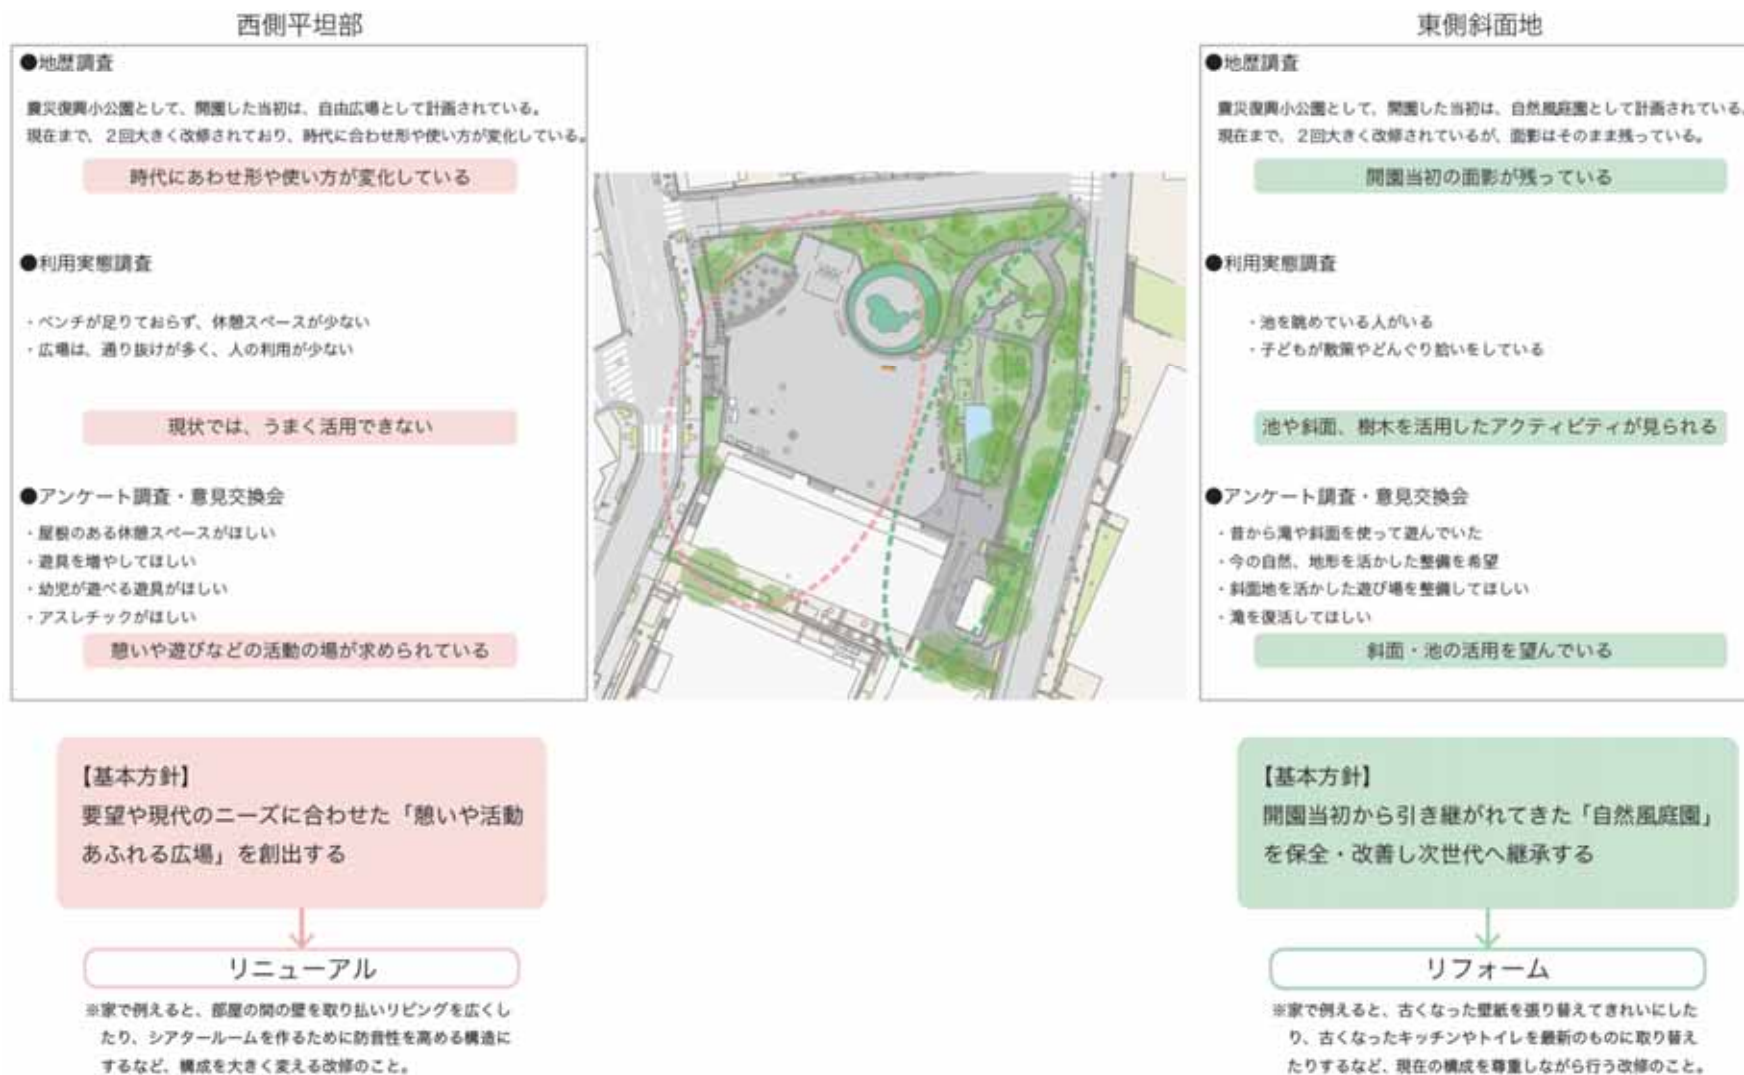 西側平坦部
●地歴調査
震災復興小公園として、開園した当初は、自由広場として計画されている。
現在まで、2回大きく改修されており、時代に合わせ形や使い方が変化している。
時代にあわせ形や使い方が変化している
●利用実態調査
・ベンチが足りておらず、休憩スペースが少ない
・広場は、通り抜けが多く、人の利用が少ない
現状では、うまく活用できない
●アンケート調査・意見交換会
・屋根のある休憩スペースがほしい
・遊具を増やしてほしい
・幼児が遊べる遊具がほしい
・アスレチックがほしい
憩いや遊びなどの活動の場が求められている
【基本方針】
要望や現代のニーズに合わせた「憩いや活動
あふれる広場」を創出する
リニューアル
※家で例えると、部屋の間の壁を取り払いリビングを広くし
たり、シアタールームを作るために防音性を高める構造に
するなど、構成を大きく変える改修のこと。
東側斜面地
●地歴調査
震災復興小公園として、開園した当初は、自然風庭園として計画されている。
現在まで、2回大きく改修されているが、面影はそのまま残っている。
開園当初の面影が残っている
●利用実態調査
・池を眺めている人がいる
・子どもが散策やどんぐり拾いをしている
池や斜面、樹木を活用したアクティビティが見られる
●アンケート調査・意見交換会
・昔から滝や斜面を使って遊んでいた
・今の自然、地形を活かした整備を希望
・斜面地を活かした遊び場を整備してほしい
・滝を復活してほしい
斜面・池の活用を望んでいる
【基本方針】
開園当初から引き継がれてきた「自然風庭園」
を保全・改善し次世代へ継承する
リフォーム
※家で例えると、古くなった壁紙を張り替えてきれいにした
り、古くなったキッチンやトイレを最新のものに取り替え
たりするなど、現在の構成を尊重しながら行う改修のこと。